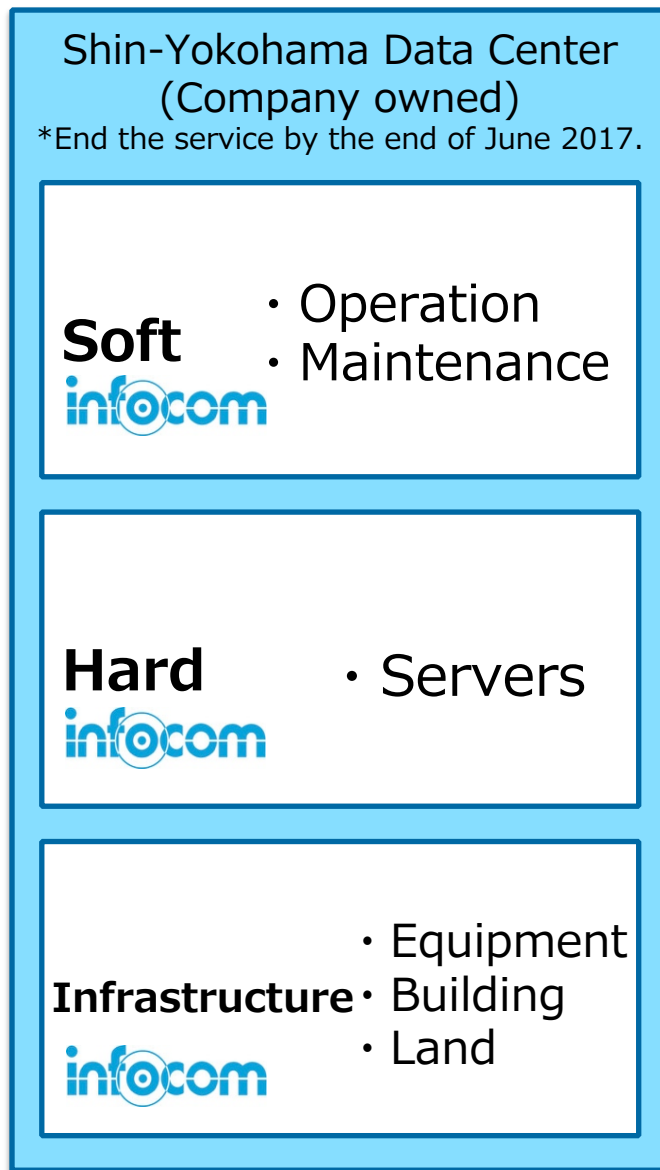 Shin-Yokohama Data Center
(Company owned)
*End the service by the end of June 2017.
・Operation
Soft ・Maintenance
infocom
Hard ・Servers
infocom
・Equipment
Infrastructure・Building
・Land
infocom